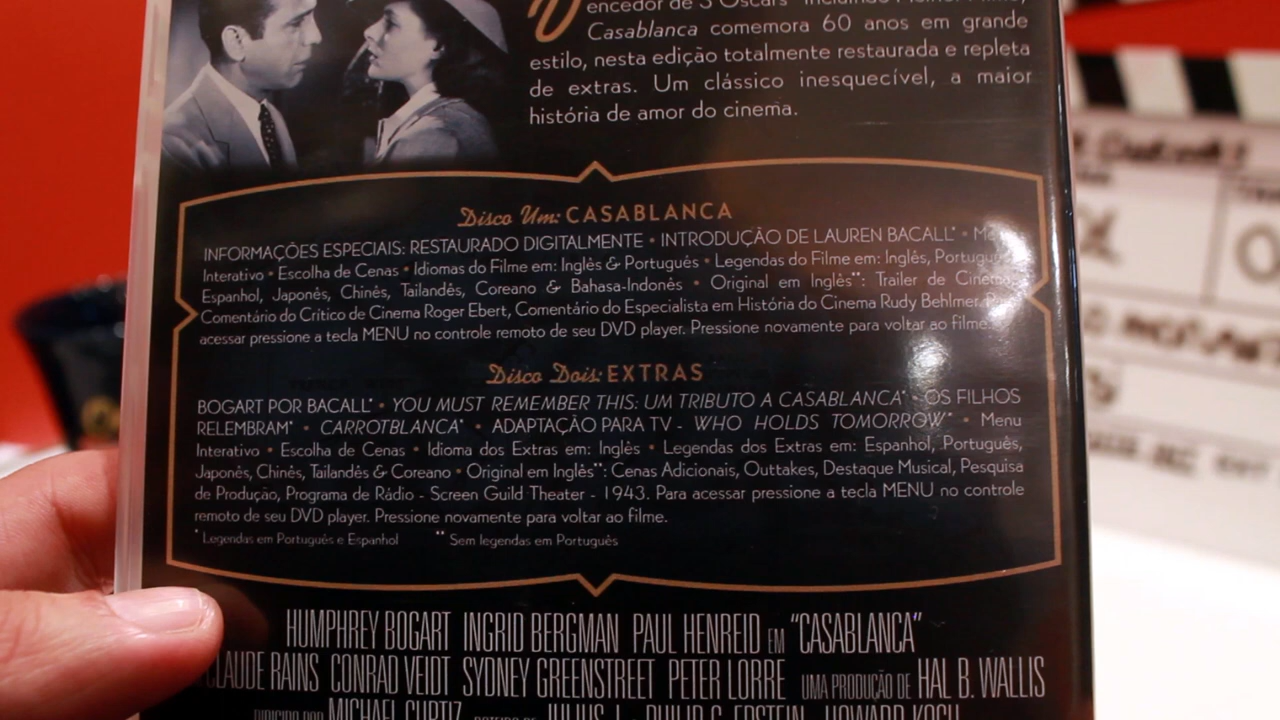 encedor de 3 Oscars
Casablanca comemora 60 anos em grande
estilo, nesta edição totalmente restaurada e repleta
de extras. Um clássico inesquecível, a maior
história de amor do cinema.
Disco Um: CASABLANCA
INFORMAÇÕES ESPECIAIS: RESTAURADO DIGITALMENTE • INTRODUÇÃO DE LAUREN BACALL* •
Interativo • Escolha de Cenas • Idiomas do Filme em: Inglês & Português • Legendas do Filme em: Inglês, Português,
Espanhol, Japonês, Chinês, Tailandês, Coreano & Bahasa-Indonês • Original em Inglês**: Trailer de Cinema,
Comentário do Crítico de Cinema Roger Ebert, Comentário do Especialista em História do Cinema Rudy Behlmer. Para
acessar pressione a tecla MENU no controle remoto de seu DVD player. Pressione novamente para voltar ao filme.
Disco Dois: EXTRAS
BOGART POR BACALL* • YOU MUST REMEMBER THIS: UM TRIBUTO A CASABLANCA* • OS FILHOS
RELEMBRAM* • CARROTBLANCA* • ADAPTAÇÃO PARA TV - WHO HOLDS TOMORROW* • Menu
Interativo • Escolha de Cenas • Idioma dos Extras em: Inglês • Legendas dos Extras em: Espanhol, Português,
Japonês, Chinês, Tailandês & Coreano • Original em Inglês**: Cenas Adicionais, Outtakes, Destaque Musical, Pesquisa
de Produção, Programa de Rádio - Screen Guild Theater - 1943. Para acessar pressione a tecla MENU no controle
remoto de seu DVD player. Pressione novamente para voltar ao filme.
* Legendas em Português e Espanhol ** Sem legendas em Português
HUMPHREY BOGART INGRID BERGMAN PAUL HENREID EM "CASABLANCA"
CLAUDE RAINS CONRAD VEIDT SYDNEY GREENSTREET PETER LORRE UMA PRODUÇÃO DE HAL B. WALLIS
DIRIGIDO POR MICHAEL CURTIZ ROTEIRO DE JULIUS J. PHILIP G. EPSTEIN HOWARD KOCH